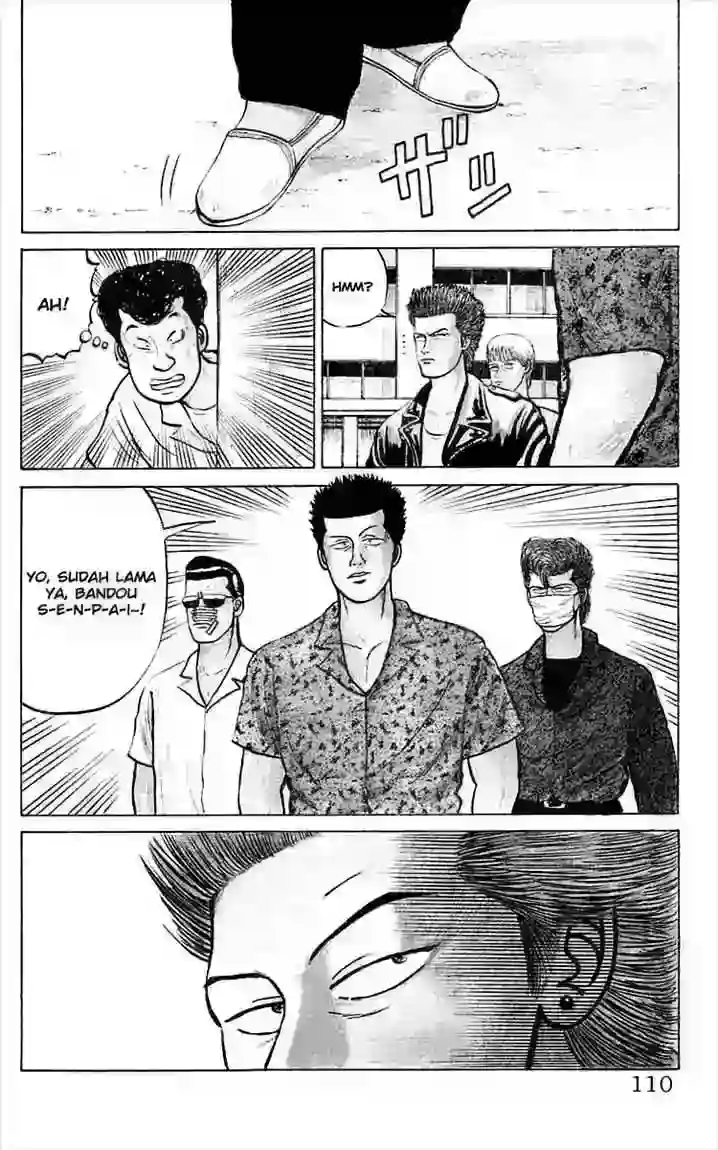 ザッ
AH!
HMM?
...
YO, SUDAH LAMA
YA, BANDOU
S-E-N-P-A-I-!
110